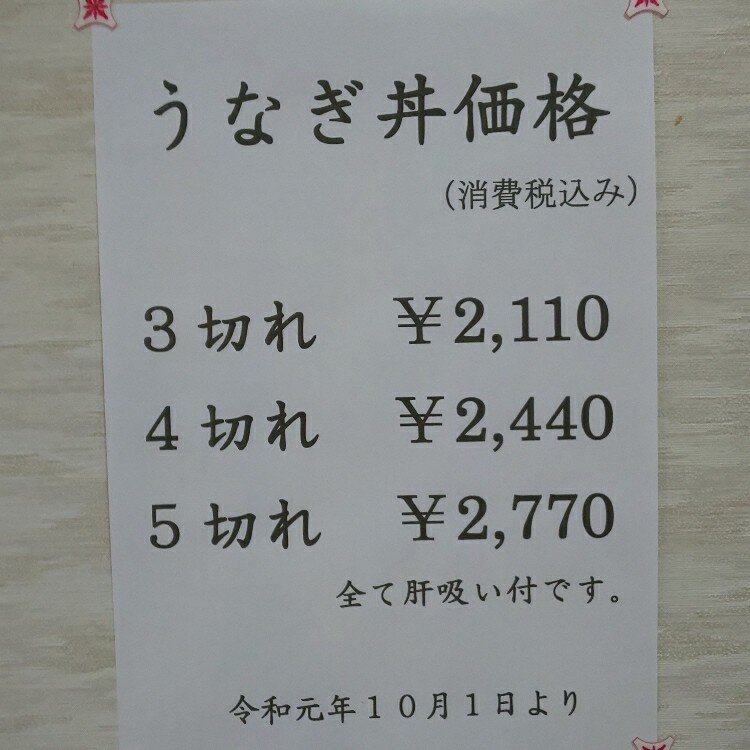 うなぎ丼価格
（消費税込み）
３切れ　￥2,110
４切れ　￥2,440
５切れ　￥2,770
全て肝吸い付です。
令和元年１０月１日より